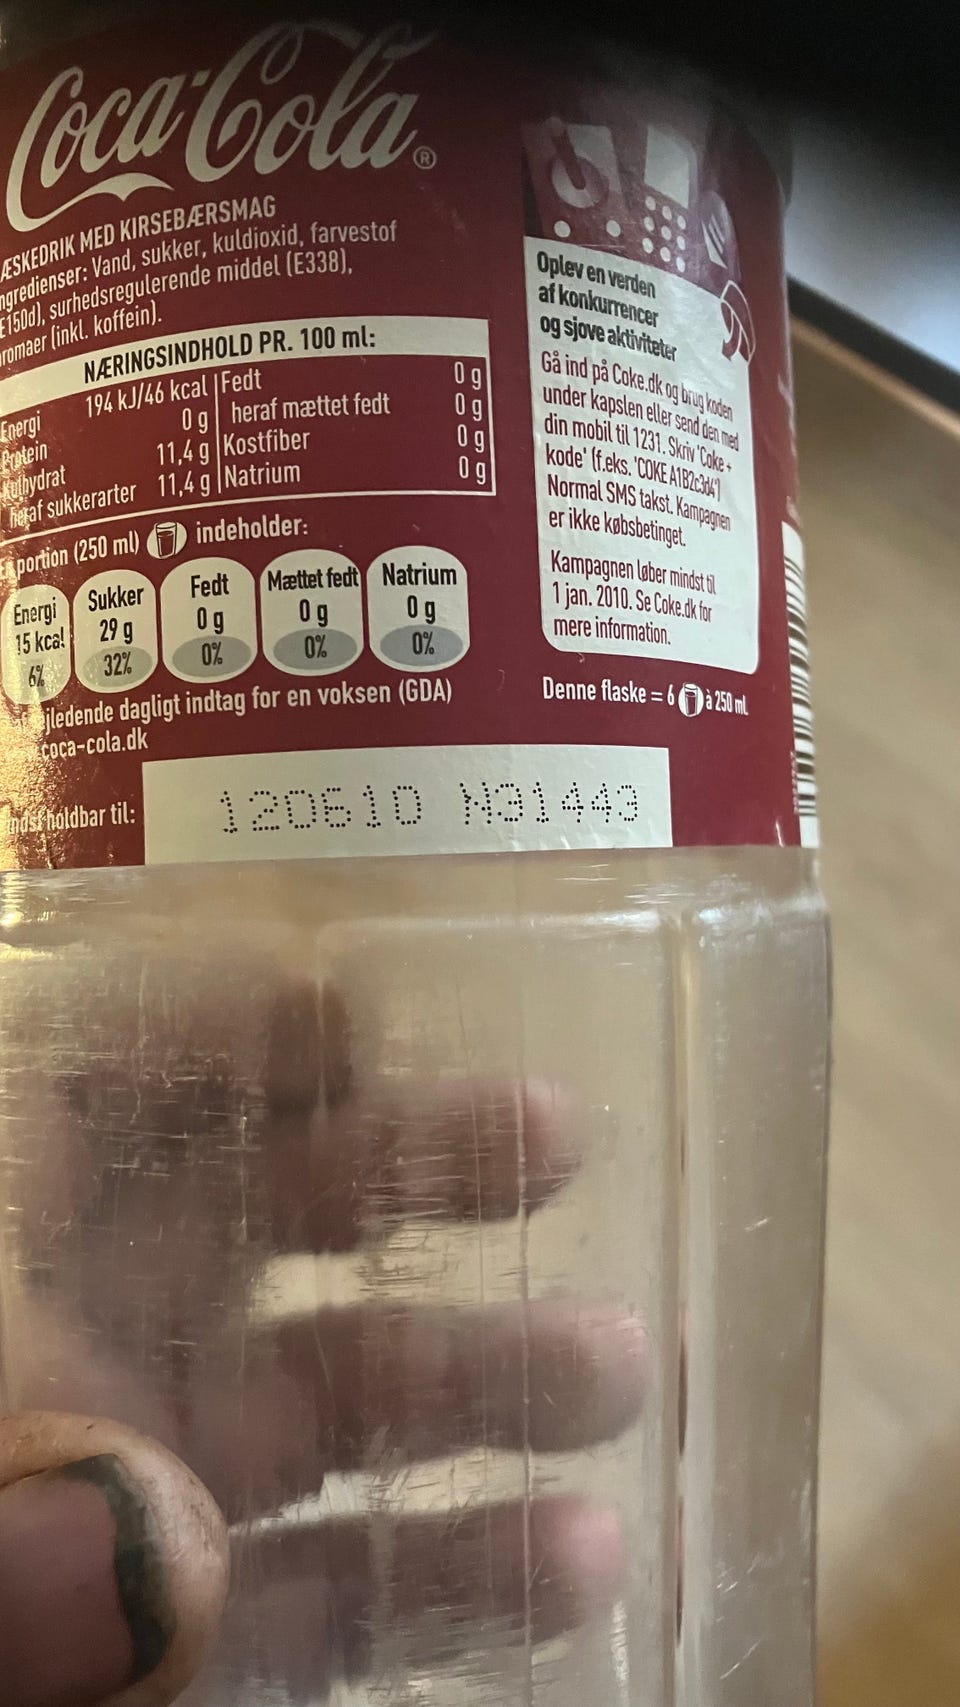 Coca-Cola®
ÆSKEDRIK MED KIRSEBÆRSMAG
ngredienser: Vand, sukker, kuldioxid, farvestof
E150d), surhedsregulerende middel (E338),
romaer (inkl. koffein).
NÆRINGSINDHOLD PR. 100 ml:
Energi 194 kJ/46 kcal Fedt 0 g
Protein 0 g heraf mættet fedt 0 g
Kulhydrat 11,4 g Kostfiber 0 g
heraf sukkerarter 11,4 g Natrium 0 g
portion (250 ml) indeholder:
Energi Sukker Fedt Mættet fedt Natrium
15 kcal 29 g 0 g 0 g 0 g
6% 32% 0% 0% 0%
jledende dagligt indtag for en voksen (GDA)
coca-cola.dk
ndst holdbar til: 120610 N31443
Oplev en verden
af konkurrencer
og sjove aktiviteter
Gå ind på Coke.dk og brug koden
under kapslen eller send den med
din mobil til 1231. Skriv 'Coke +
kode' (f.eks. 'COKE A1B2c3d4')
Normal SMS takst. Kampagnen
er ikke købsbetinget.
Kampagnen løber mindst til
1 jan. 2010. Se Coke.dk for
mere information.
Denne flaske = 6 à 250 ml.